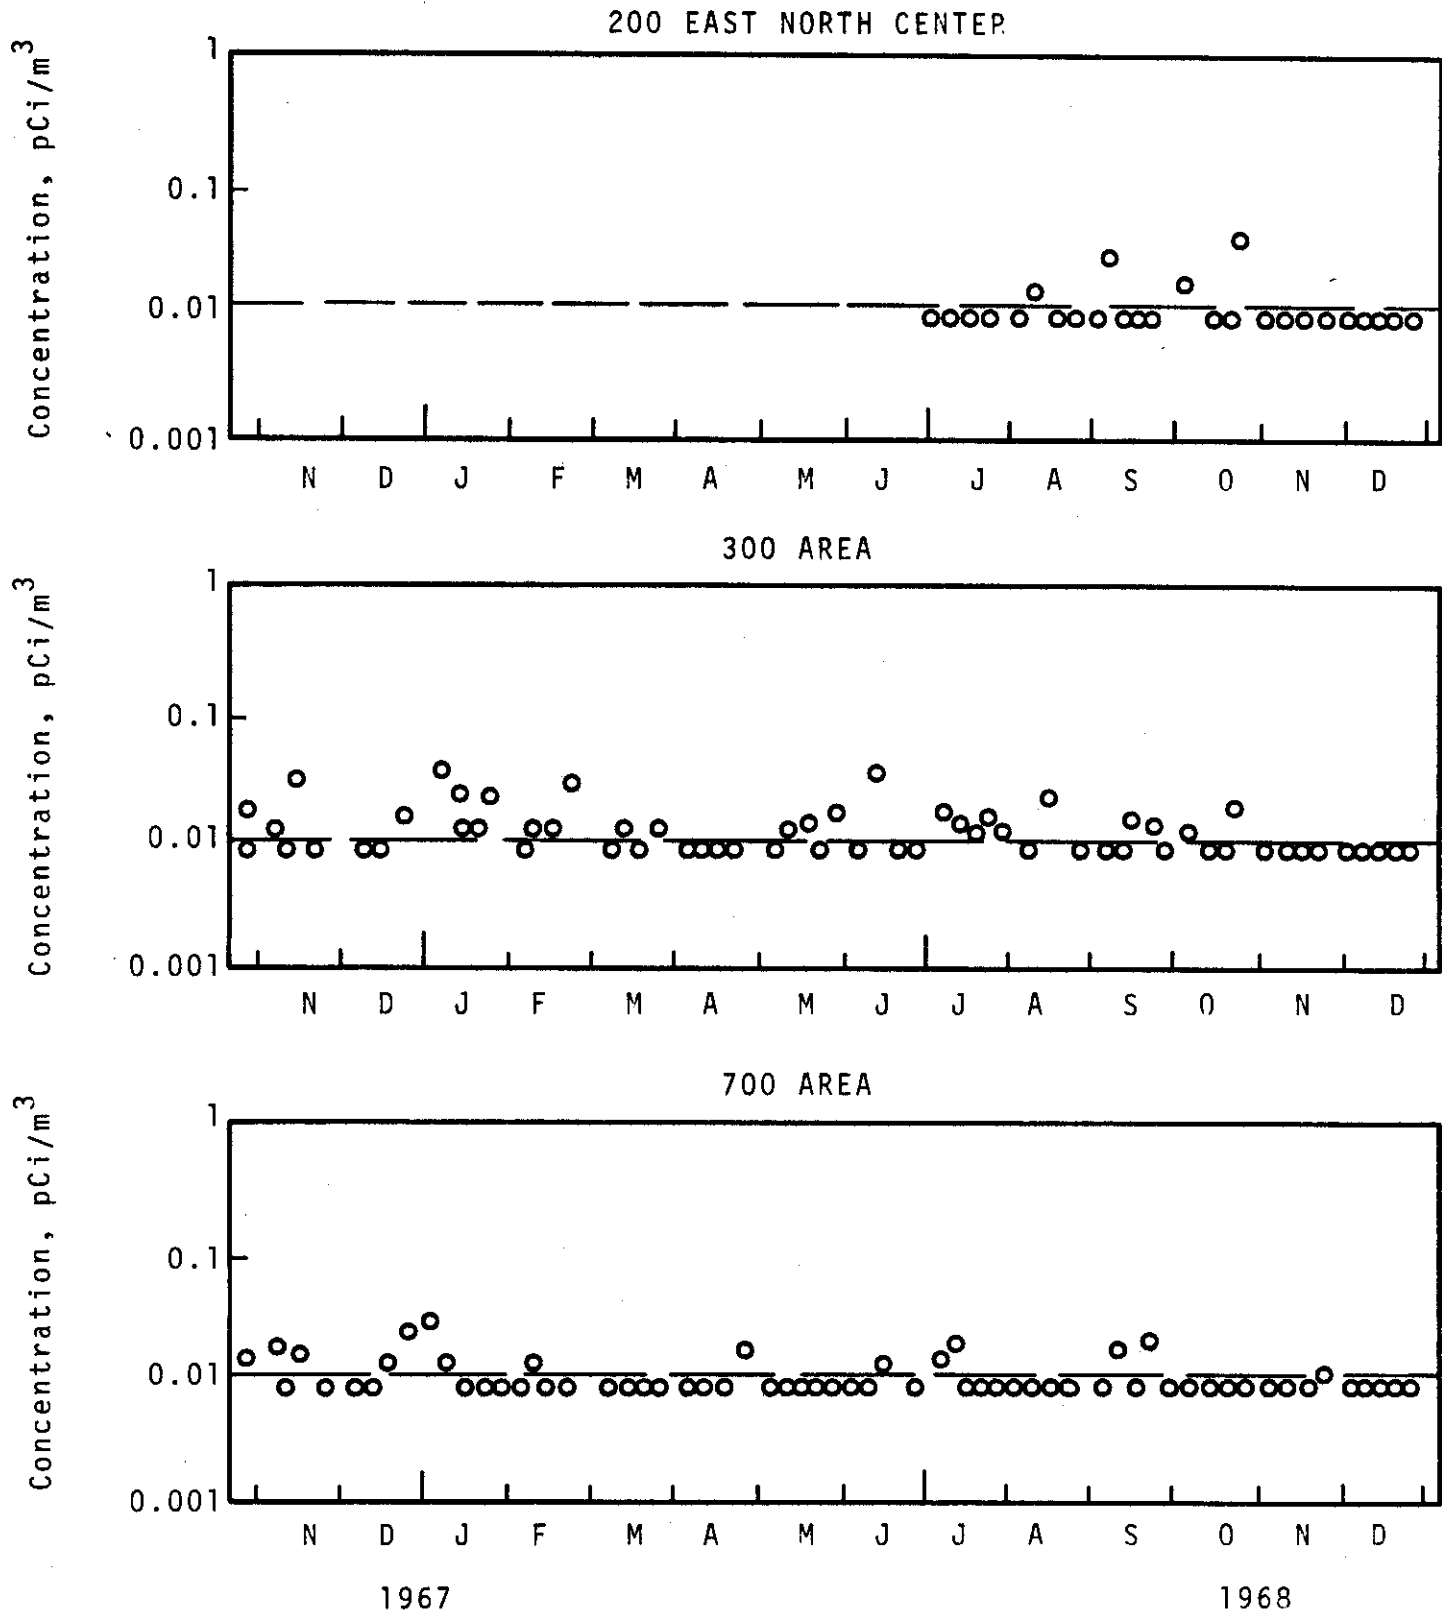 200 EAST NORTH CENTER
Concentration, pCi/m³
1
0.1
0.01
0.001
N D J F M A M J J A S O N D
300 AREA
Concentration, pCi/m³
1
0.1
0.01
0.001
N D J F M A M J J A S O N D
700 AREA
Concentration, pCi/m³
1
0.1
0.01
0.001
N D J F M A M J J A S O N D
1967 1968